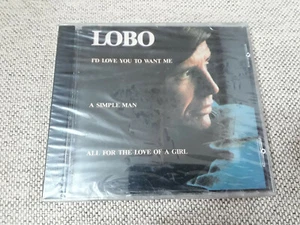 LOBO
I'D LOVE YOU TO WANT ME
A SIMPLE MAN
ALL FOR THE LOVE OF A GIRL